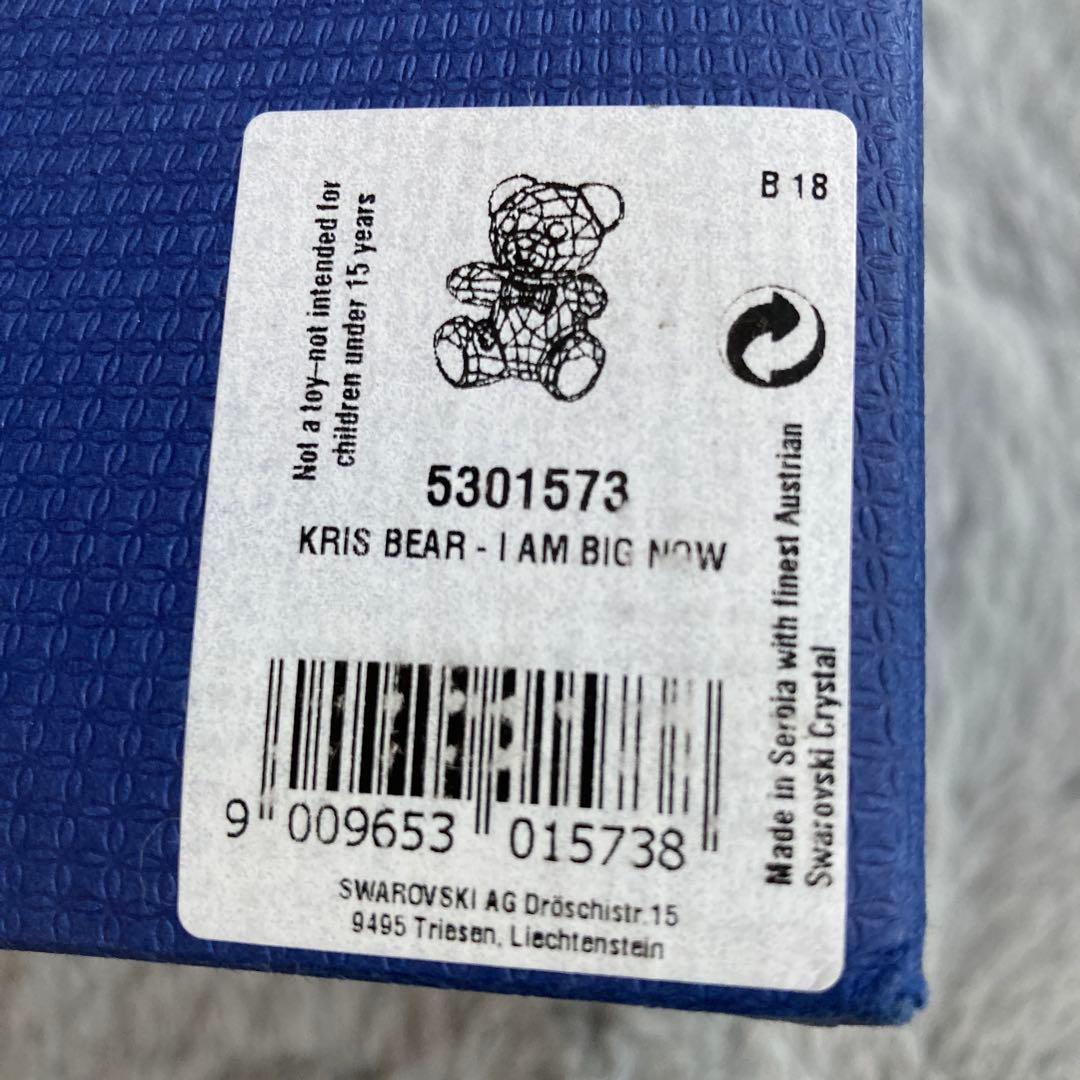 B 18
Not a toy-not intended for
children under 15 years
5301573
KRIS BEAR - I AM BIG NOW
Made in Serbia with finest Austrian
Swarovski Crystal
9 009653 015738
SWAROVSKI AG Dröschistr.15
9495 Triesen, Liechtenstein